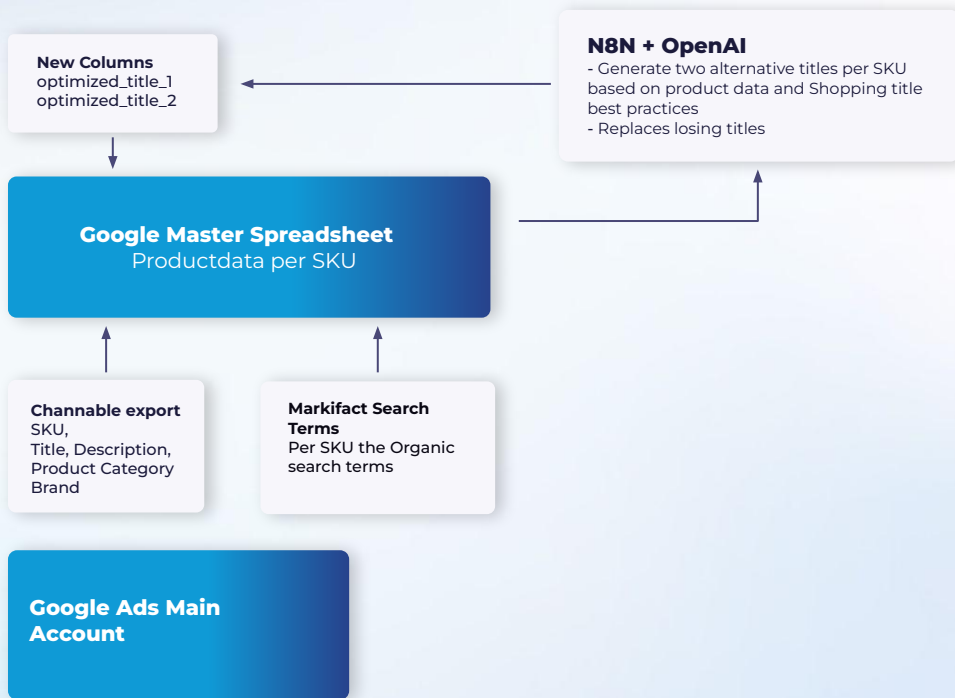 New Columns
optimized_title_1
optimized_title_2
N8N + OpenAI
- Generate two alternative titles per SKU
based on product data and Shopping title
best practices
- Replaces losing titles
Google Master Spreadsheet
Productdata per SKU
Channable export
SKU,
Title, Description,
Product Category
Brand
Markifact Search
Terms
Per SKU the Organic
search terms
Google Ads Main
Account